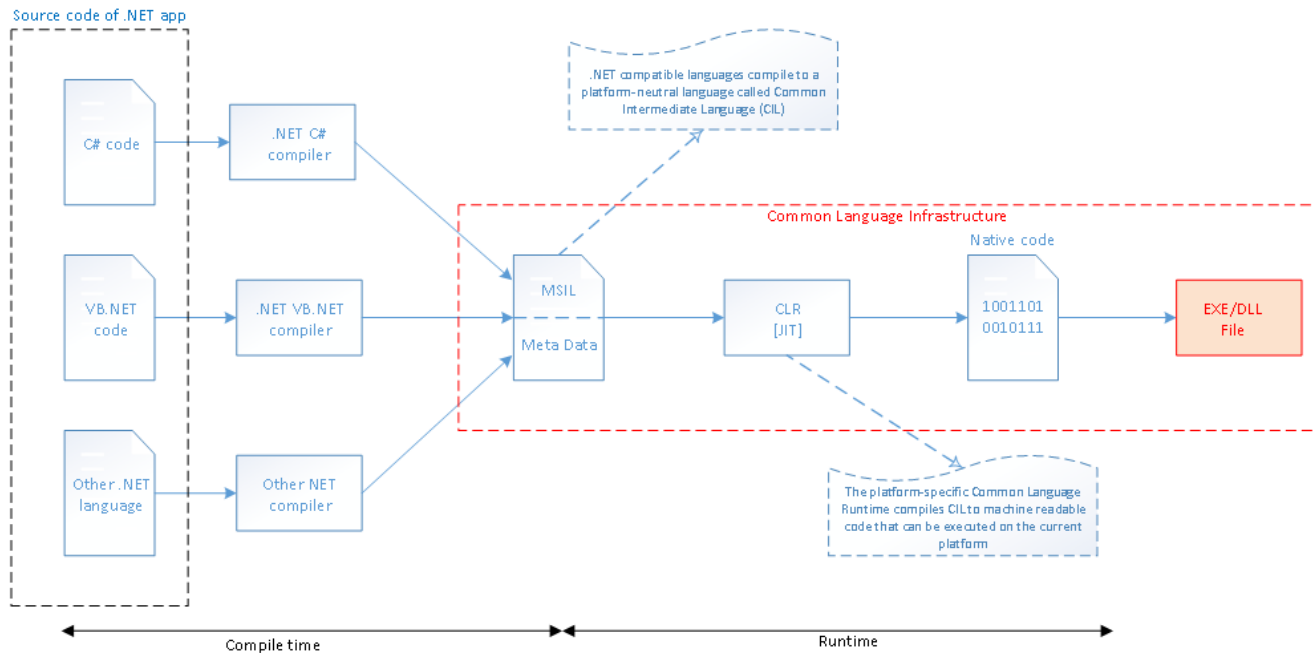 Source code of .NET app
.NET compatible languages compile to a
platform-neutral language called Common
Intermediate Language (CIL)
C# code
.NET C#
compiler
Common Language Infrastructure
Native code
VB.NET
code
.NET VB.NET
compiler
MSIL
Meta Data
CLR
[JIT]
1001101
0010111
EXE/DLL
File
Other .NET
language
Other NET
compiler
The platform-specific Common Language
Runtime compiles CIL to machine readable
code that can be executed on the current
platform
Compile time
Runtime